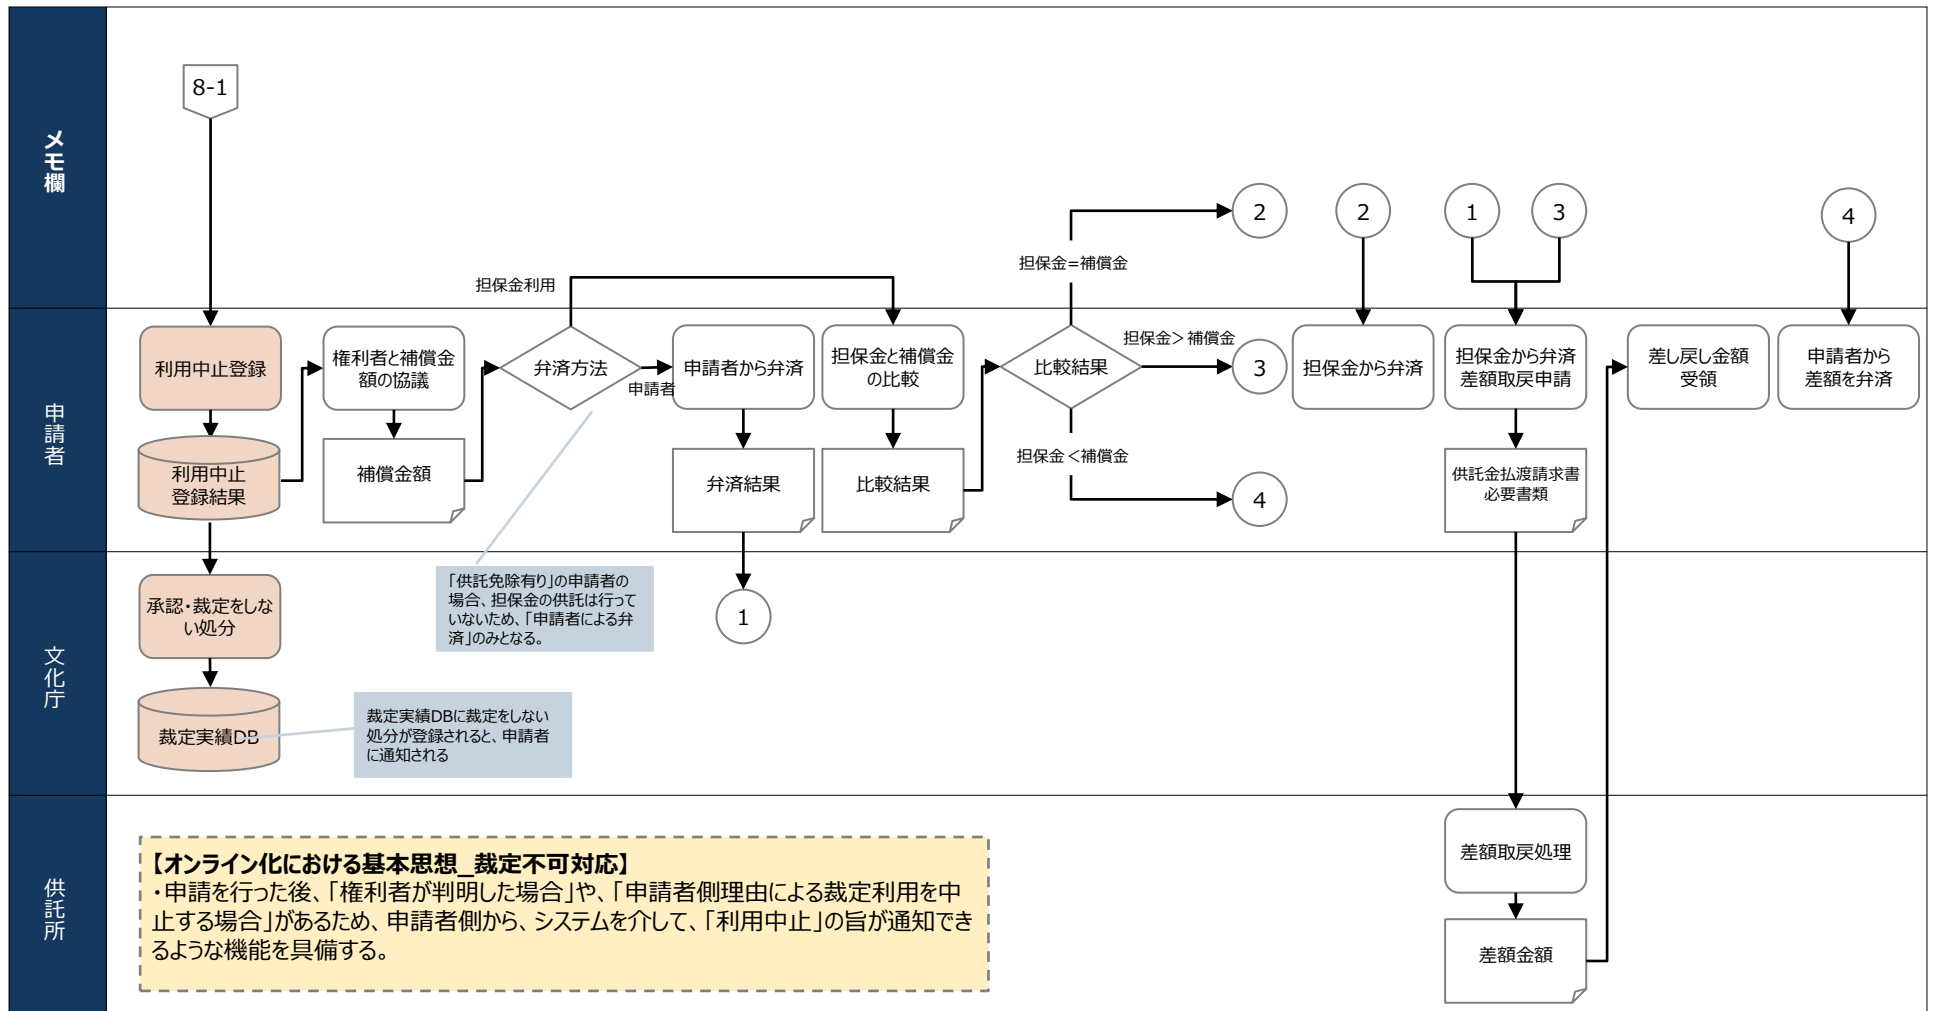 メモ欄
8-1
2
2
1
3
4
担保金利用
担保金=補償金
申請者
利用中止登録
利用中止
登録結果
権利者と補償金
額の協議
補償金額
弁済方法
申請者
申請者から弁済
弁済結果
担保金と補償金
の比較
比較結果
比較結果
担保金>補償金
3
担保金<補償金
4
担保金から弁済
担保金から弁済
差額取戻申請
供託金払渡請求書
必要書類
差し戻し金額
受領
申請者から
差額を弁済
文化庁
承認・裁定をしな
い処分
裁定実績DB
「供託免除有り」の申請者の
場合、担保金の供託は行って
いないため、「申請者による弁
済」のみとなる。
1
裁定実績DBに裁定をしない
処分が登録されると、申請者
に通知される
供託所
【オンライン化における基本思想_裁定不可対応】
・申請を行った後、「権利者が判明した場合」や、「申請者側理由による裁定利用を中
止する場合」があるため、申請者側から、システムを介して、「利用中止」の旨が通知でき
るような機能を具備する。
差額取戻処理
差額金額